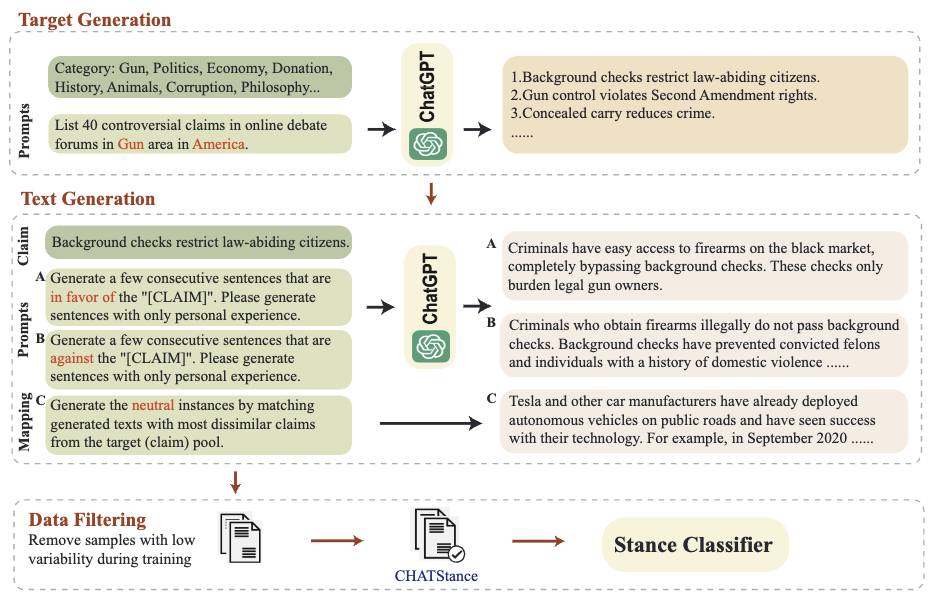 Target Generation
Prompts
Category: Gun, Politics, Economy, Donation,
History, Animals, Corruption, Philosophy...
List 40 controversial claims in online debate
forums in Gun area in America.
ChatGPT
1.Background checks restrict law-abiding citizens.
2.Gun control violates Second Amendment rights.
3.Concealed carry reduces crime.
......
Text Generation
Claim
Background checks restrict law-abiding citizens.
Prompts
A
Generate a few consecutive sentences that are
in favor of the "[CLAIM]". Please generate
sentences with only personal experience.
B
Generate a few consecutive sentences that are
against the "[CLAIM]". Please generate
sentences with only personal experience.
Mapping
C
Generate the neutral instances by matching
generated texts with most dissimilar claims
from the target (claim) pool.
ChatGPT
A
Criminals have easy access to firearms on the black market,
completely bypassing background checks. These checks only
burden legal gun owners.
B
Criminals who obtain firearms illegally do not pass background
checks. Background checks have prevented convicted felons
and individuals with a history of domestic violence ......
C
Tesla and other car manufacturers have already deployed
autonomous vehicles on public roads and have seen success
with their technology. For example, in September 2020 ......
Data Filtering
Remove samples with low
variability during training
CHATStance
Stance Classifier